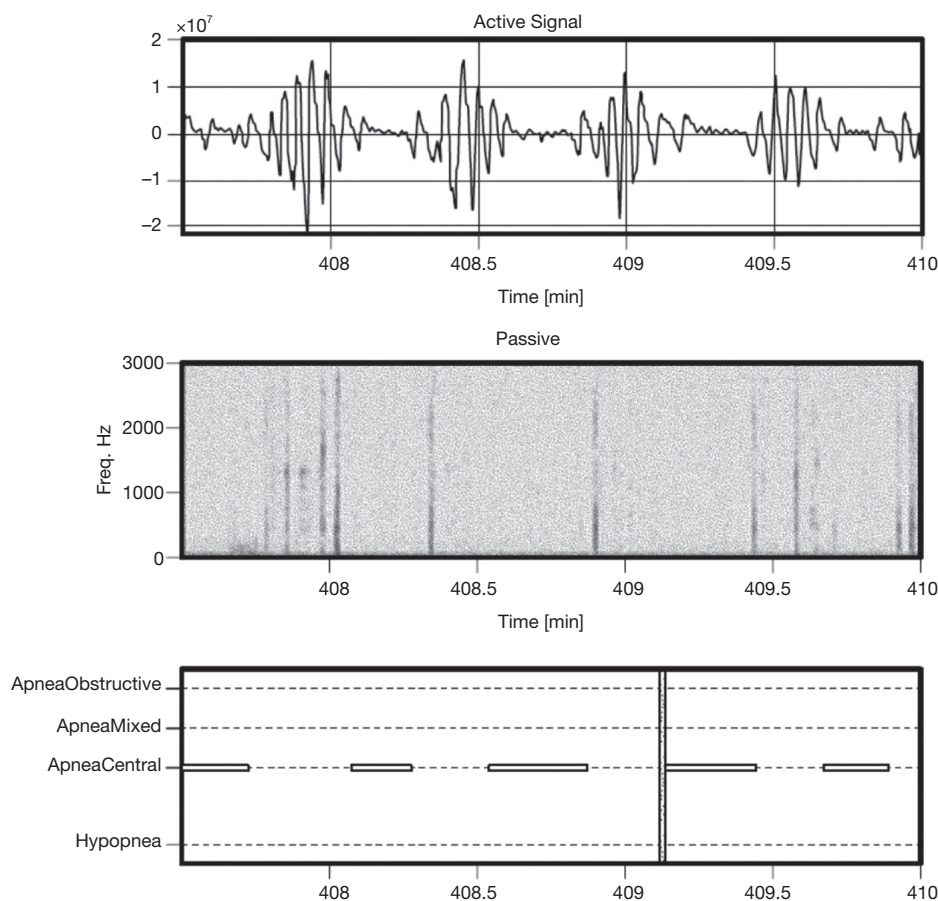 Active Signal
×10⁷
2
1
0
−1
−2
408 408.5 409 409.5 410
Time [min]
Passive
Freq. Hz
3000
2000
1000
0
408 408.5 409 409.5 410
Time [min]
ApneaObstructive
ApneaMixed
ApneaCentral
Hypopnea
408 408.5 409 409.5 410